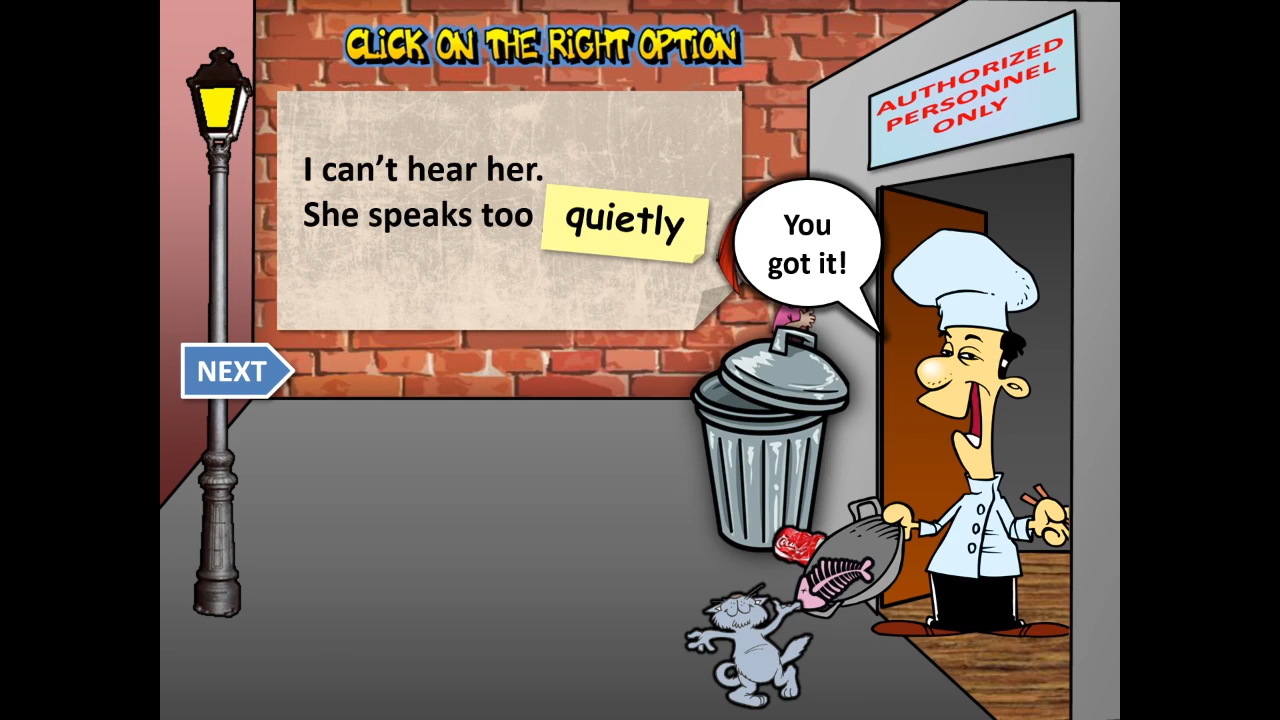 CLICK ON THE RIGHT OPTION
AUTHORIZED
PERSONNEL
ONLY
I can’t hear her.
She speaks too quietly
You
got it!
NEXT